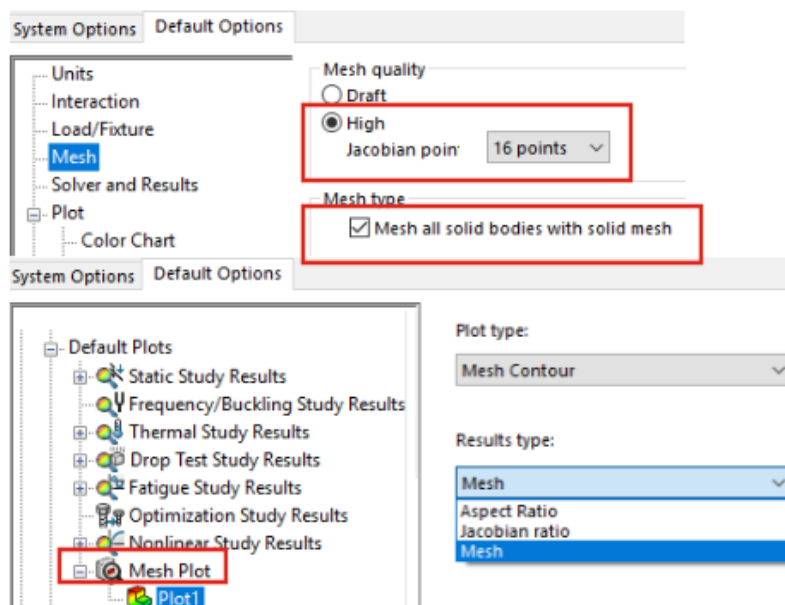 System Options Default Options
Units
Interaction
Load/Fixture
Mesh
Solver and Results
Plot
Color Chart
Mesh quality
Draft
High
Jacobian poin
16 points
Mesh type
Mesh all solid bodies with solid mesh
System Options Default Options
Default Plots
Static Study Results
Frequency/Buckling Study Results
Thermal Study Results
Drop Test Study Results
Fatigue Study Results
Optimization Study Results
Nonlinear Study Results
Mesh Plot
Plot1
Plot type:
Mesh Contour
Results type:
Mesh
Aspect Ratio
Jacobian ratio
Mesh